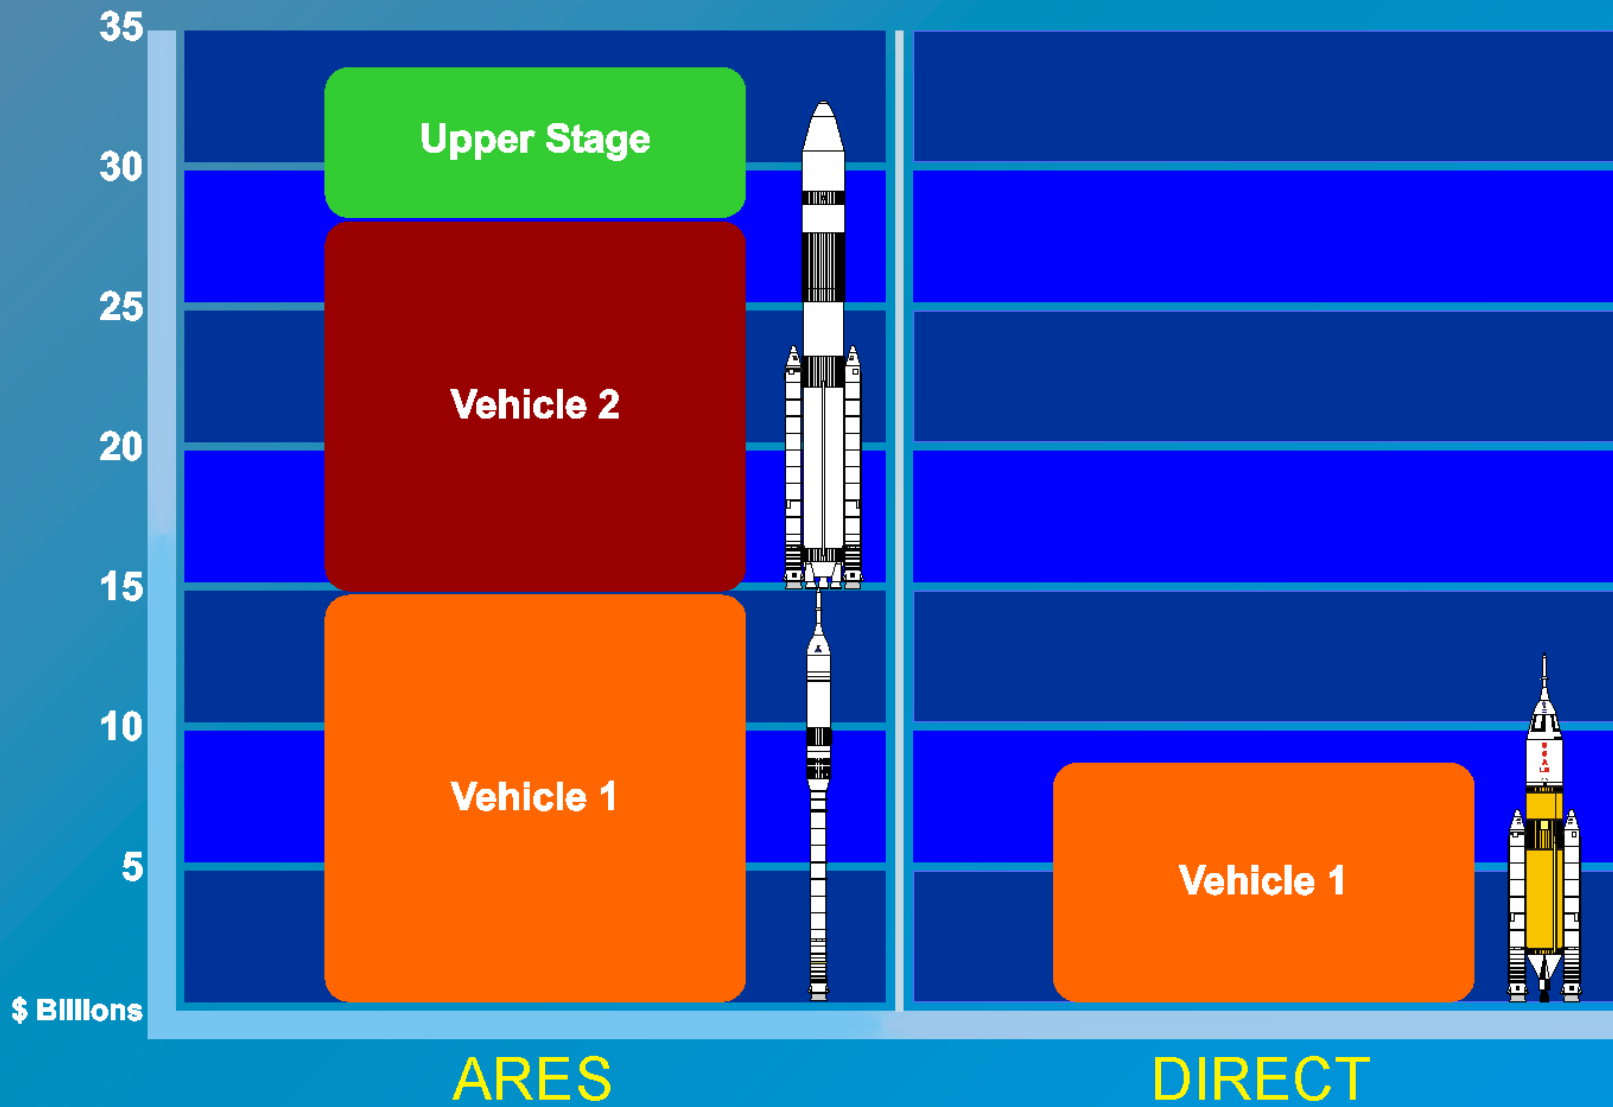 35
30
25
20
15
10
5
$ Billions
Upper Stage
Vehicle 2
Vehicle 1
Vehicle 1
ARES
DIRECT